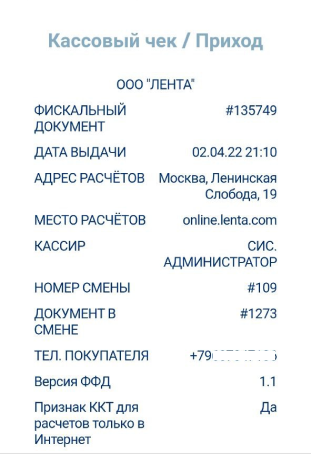 Кассовый чек / Приход
ООО "ЛЕНТА"
ФИСКАЛЬНЫЙ ДОКУМЕНТ #135749
ДАТА ВЫДАЧИ 02.04.22 21:10
АДРЕС РАСЧЁТОВ Москва, Ленинская Слобода, 19
МЕСТО РАСЧЁТОВ online.lenta.com
КАССИР СИС. АДМИНИСТРАТОР
НОМЕР СМЕНЫ #109
ДОКУМЕНТ В СМЕНЕ #1273
ТЕЛ. ПОКУПАТЕЛЯ +79
Версия ФФД 1.1
Признак ККТ для расчетов только в Интернет Да